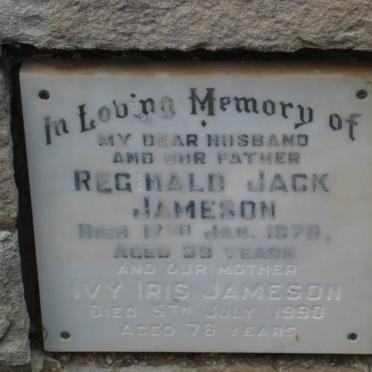 In Loving Memory of
MY DEAR HUSBAND
AND OUR FATHER
REGINALD JACK
JAMESON
DIED JAN. 1978,
AGED YEARS
AND OUR MOTHER
IVY IRIS JAMESON
DIED 5TH JULY 1990
AGED 78 YEARS